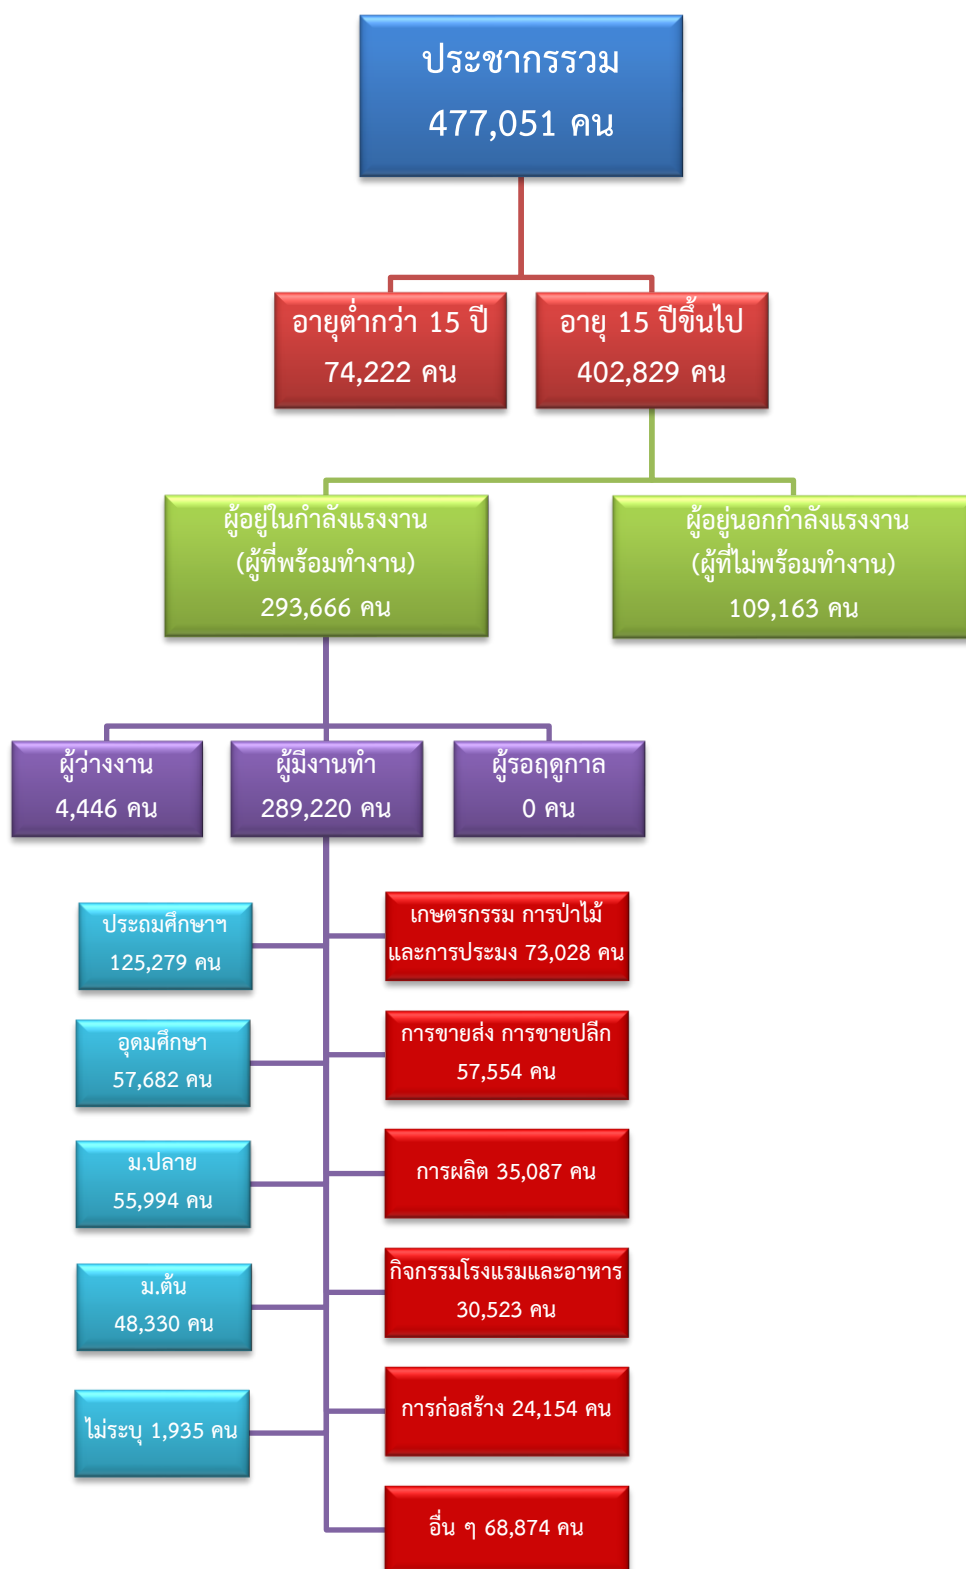 ประชากรรวม
477,051 คน
อายุต่ำกว่า 15 ปี
74,222 คน
อายุ 15 ปีขึ้นไป
402,829 คน
ผู้อยู่ในกำลังแรงงาน
(ผู้ที่พร้อมทำงาน)
293,666 คน
ผู้อยู่นอกกำลังแรงงาน
(ผู้ที่ไม่พร้อมทำงาน)
109,163 คน
ผู้ว่างงาน
4,446 คน
ผู้มีงานทำ
289,220 คน
ผู้รอฤดูกาล
0 คน
ประถมศึกษาฯ
125,279 คน
อุดมศึกษา
57,682 คน
ม.ปลาย
55,994 คน
ม.ต้น
48,330 คน
ไม่ระบุ 1,935 คน
เกษตรกรรม การป่าไม้
และการประมง 73,028 คน
การขายส่ง การขายปลีก
57,554 คน
การผลิต 35,087 คน
กิจกรรมโรงแรมและอาหาร
30,523 คน
การก่อสร้าง 24,154 คน
อื่น ๆ 68,874 คน